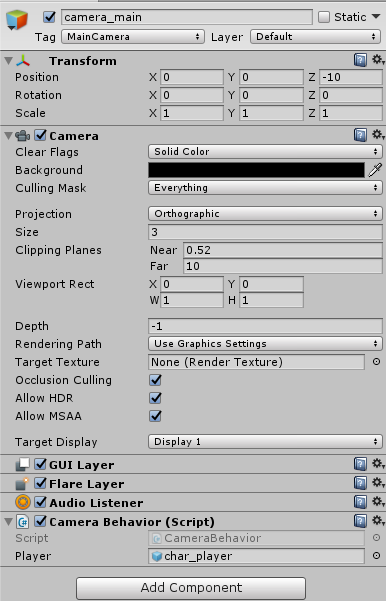 camera_main Static
Tag MainCamera Layer Default
Transform
Position X 0 Y 0 Z -10
Rotation X 0 Y 0 Z 0
Scale X 1 Y 1 Z 1
Camera
Clear Flags Solid Color
Background
Culling Mask Everything
Projection Orthographic
Size 3
Clipping Planes Near 0.52
Far 10
Viewport Rect X 0 Y 0
W 1 H 1
Depth -1
Rendering Path Use Graphics Settings
Target Texture None (Render Texture)
Occlusion Culling
Allow HDR
Allow MSAA
Target Display Display 1
GUI Layer
Flare Layer
Audio Listener
Camera Behavior (Script)
Script CameraBehavior
Player char_player
Add Component